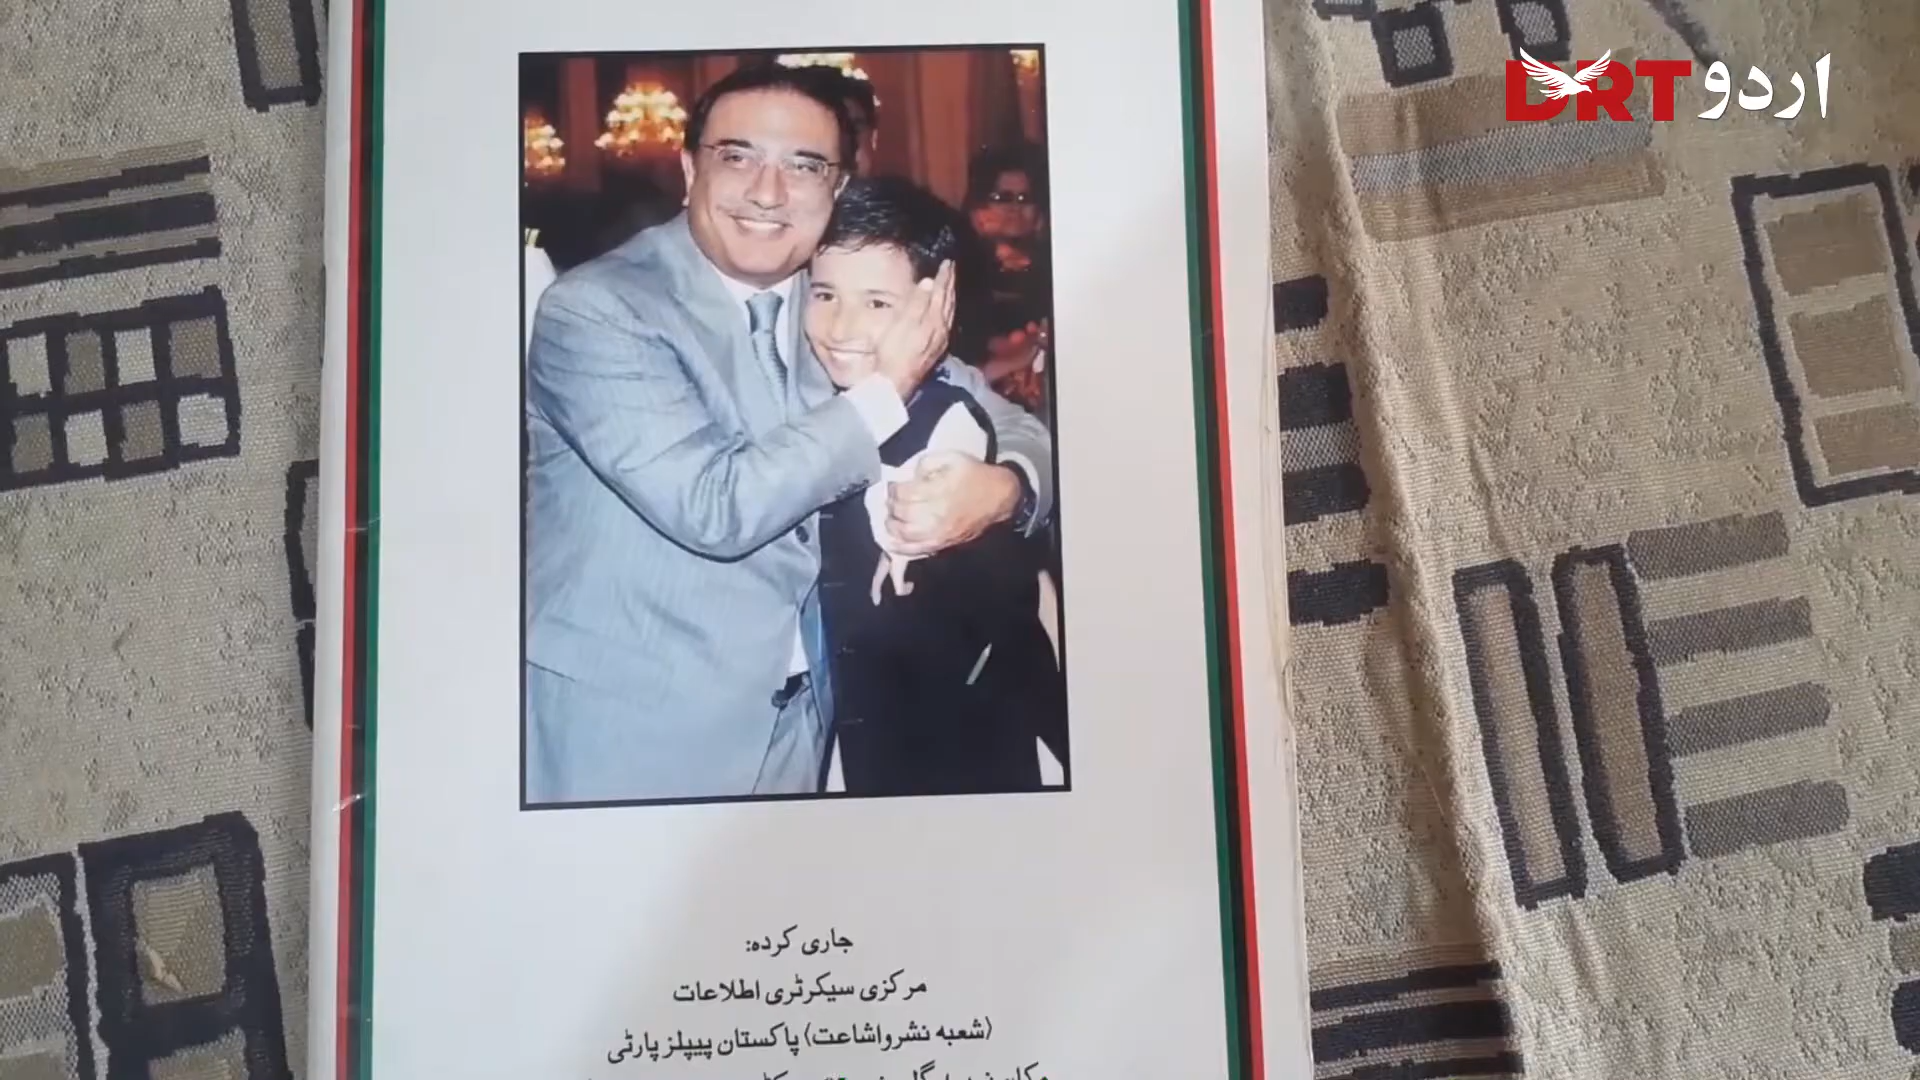 DRT اردو
جاری کردہ:
مرکزی سیکرٹری اطلاعات
(شعبہ نشرواشاعت) پاکستان پیپلز پارٹی